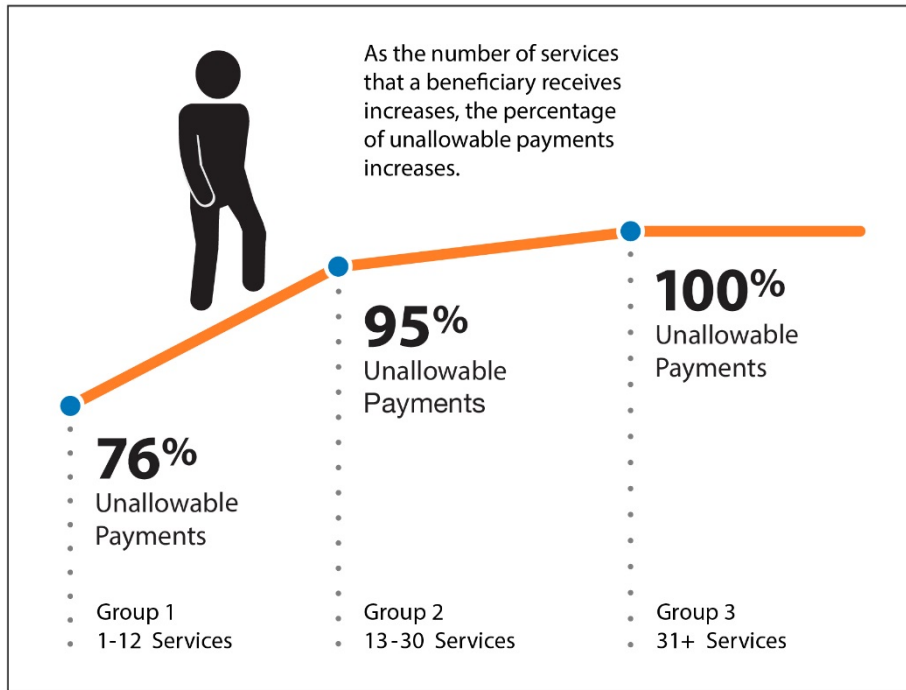 As the number of services
that a beneficiary receives
increases, the percentage
of unallowable payments
increases.
76%
Unallowable
Payments
95%
Unallowable
Payments
100%
Unallowable
Payments
Group 1
1-12 Services
Group 2
13-30 Services
Group 3
31+ Services